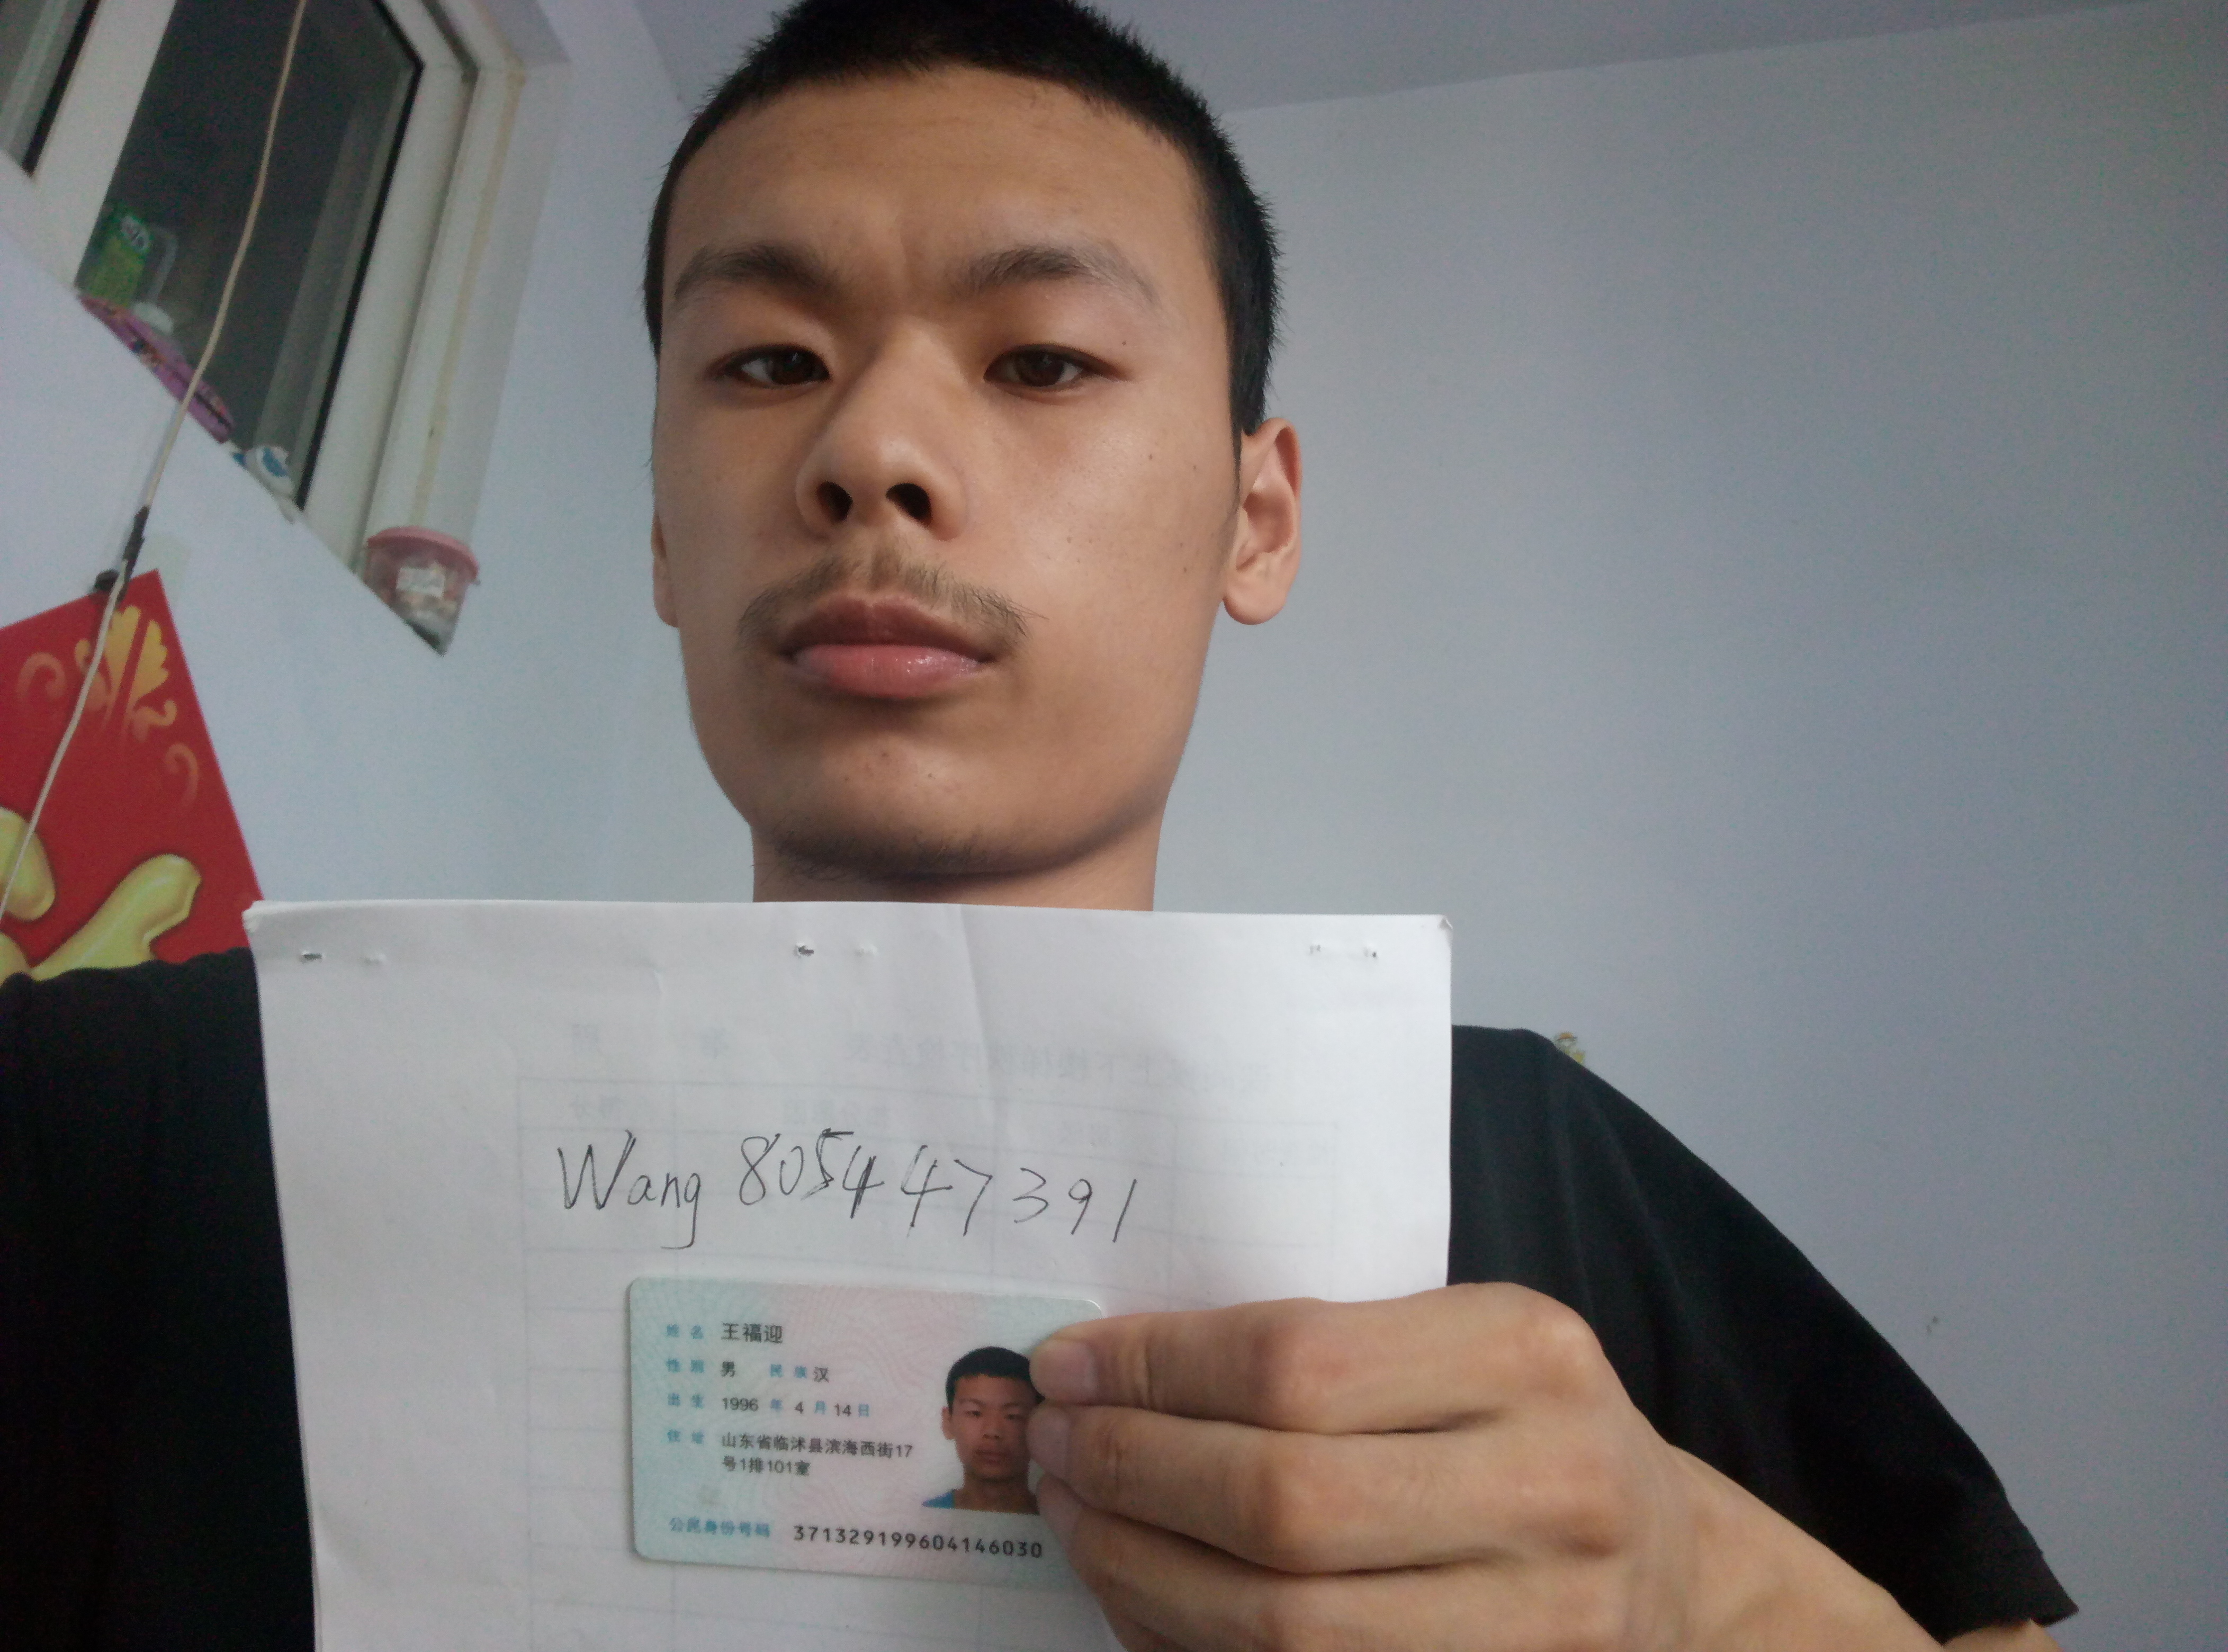 Wang 805447391
姓名 王福迎
性别 男 民族 汉
出生 1996 年 4 月 14 日
住址 山东省临沭县滨海西街17
号1排101室
公民身份号码 371329199604146030